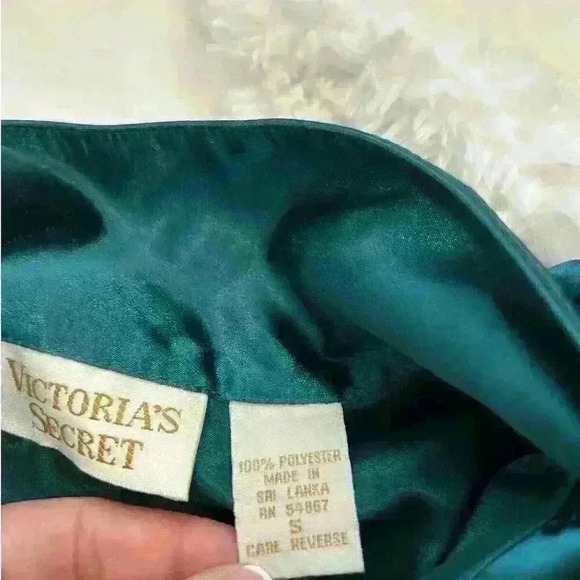 VICTORIA'S
SECRET
100% POLYESTER
MADE IN
SRI LANKA
RN 54867
S
CARE REVERSE